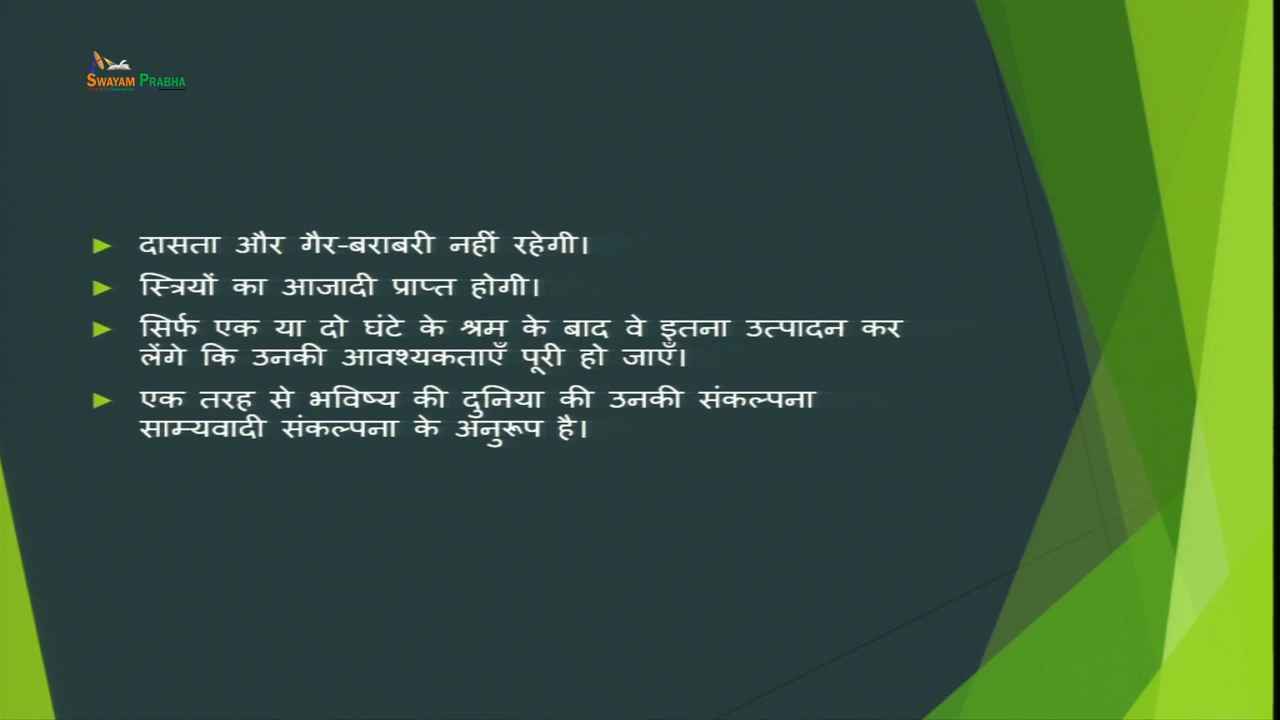 SWAYAM PRABHA
दासता और गैर-बराबरी नहीं रहेगी।
स्त्रियों का आजादी प्राप्त होगी।
सिर्फ एक या दो घंटे के श्रम के बाद वे इतना उत्पादन कर
लेंगे कि उनकी आवश्यकताएँ पूरी हो जाएँ।
एक तरह से भविष्य की दुनिया की उनकी संकल्पना
साम्यवादी संकल्पना के अनुरूप है।